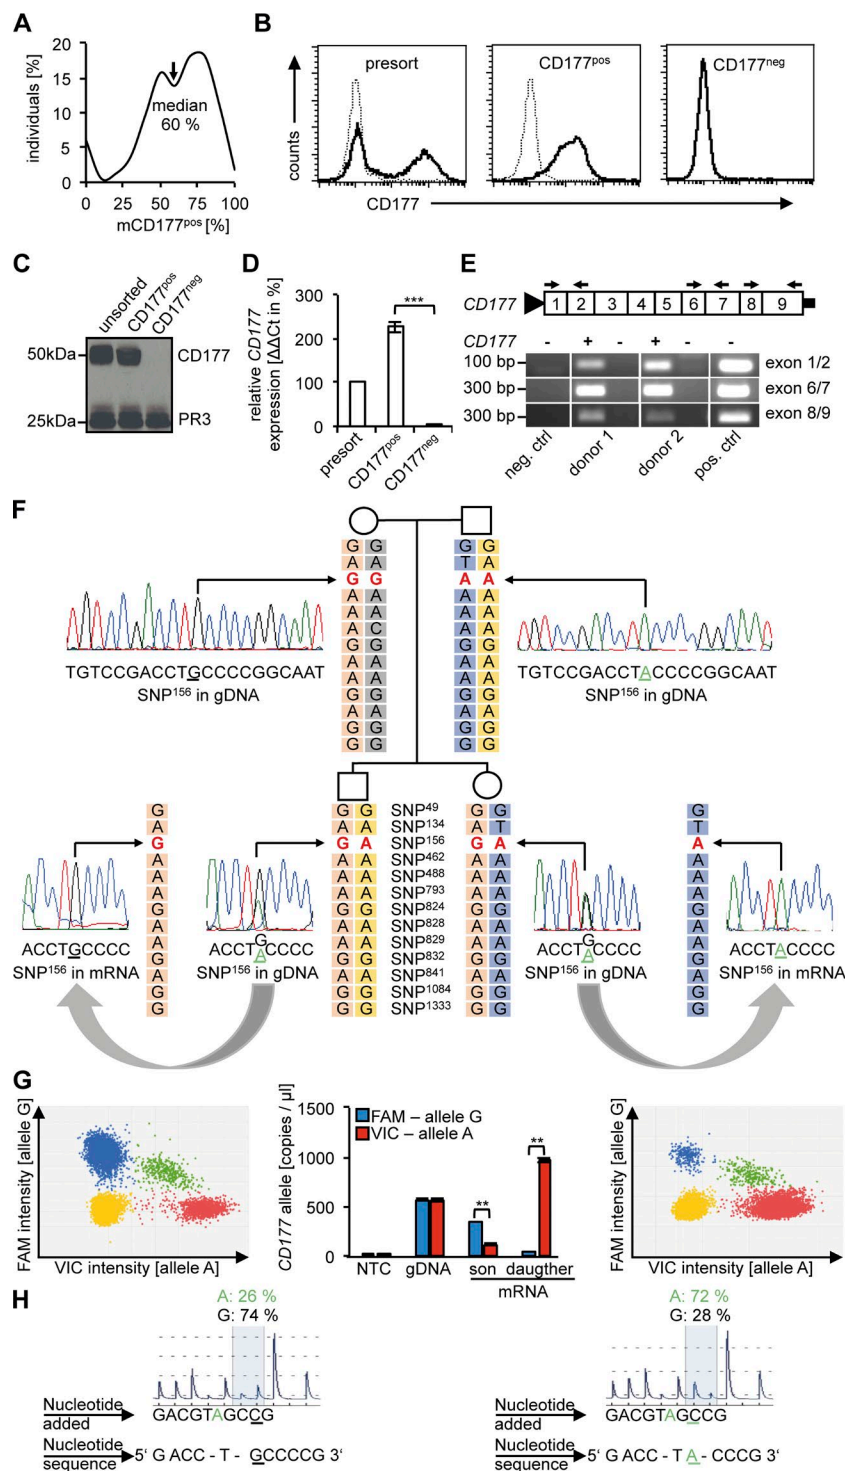 A
individuals [%]
20
15
10
5
0
median
60 %
0 25 50 75 100
mCD177pos [%]
B
counts
presort
CD177pos
CD177neg
CD177
C
unsorted
CD177pos
CD177neg
50kDa
CD177
25kDa
PR3
D
relative CD177
expression [ΔΔCt in %]
300
200
100
0
***
presort
CD177pos
CD177neg
E
CD177
1 2 3 4 5 6 7 8 9
CD177 - + - + - -
100 bp exon 1/2
300 bp exon 6/7
300 bp exon 8/9
neg. ctrl
donor 1
donor 2
pos. ctrl
F
G G G G
A A T A
G G A A
A A A A
A A A A
A C A A
G G G G
A A A A
A A A A
G G G G
A A A A
G G G G
G G G G
TGTCCGACCTGCCCCGGCAAT
SNP156 in gDNA
TGTCCGACCTACCCCGGCAAT
SNP156 in gDNA
G G G SNP49 G G G
A A A SNP134 A T T
G G A SNP156 G A A
A A A SNP462 A A A
A A A SNP488 A A A
A A A SNP793 A A A
G G G SNP824 G G G
A A A SNP828 A A A
A A A SNP829 A A A
G G G SNP832 G G G
A A A SNP841 A A A
G G G SNP1084 G G G
G G G SNP1333 G G G
ACCTGCCCC
SNP156 in mRNA
G
ACCTACCCC
SNP156 in gDNA
G
ACCTACCCC
SNP156 in gDNA
ACCTACCCC
SNP156 in mRNA
G
FAM intensity [allele G]
VIC intensity [allele A]
CD177 allele [copies / µl]
1500
1000
500
0
FAM – allele G
VIC – allele A
**
**
NTC gDNA son daugther
mRNA
FAM intensity [allele G]
VIC intensity [allele A]
H
A: 26 %
G: 74 %
Nucleotide
added
GACGTAGCCG
Nucleotide
sequence
5‘ G ACC - T - GCCCCG 3‘
A: 72 %
G: 28 %
Nucleotide
added
GACGTAGCCG
Nucleotide
sequence
5‘ G ACC - T A - CCCG 3‘